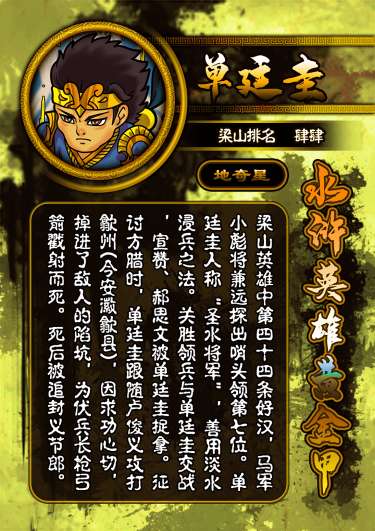 单廷圭
梁山排名 肆肆
地奇星
水浒英雄黄金甲
梁山英雄中第四十四条好汉，马军
小彪将兼远探出哨头领第七位。单
廷圭人称“圣水将军”，善用淡水
浸兵之法。关胜领兵与单廷圭交战
，宣赞、郝思文被单廷圭捉拿。征
讨方腊时，单廷圭跟随卢俊义攻打
歙州（今安徽歙县），因求功心切，
掉进了敌人的陷坑，为伏兵长枪弓
箭戳射而死。死后被追封义节郎。